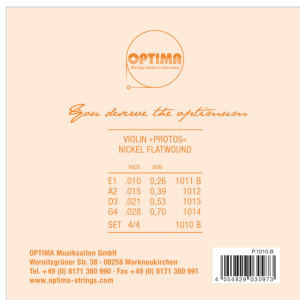 OPTIMA
Strings Made in Germany
You deserve the optimum
VIOLIN »PROTOS«
NICKEL FLATWOUND
inch mm
E1 .010 0,26 1011 B
A2 .015 0,39 1012
D3 .021 0,53 1013
G4 .028 0,70 1014
SET 4/4 1010 B
OPTIMA Musiksaiten GmbH
Wernitzgrüner Str. 36 - 08258 Markneukirchen
Tel. +49 (0) 8171 380 990 · Fax +49 (0) 8171 380 991
www.optima-strings.com
P.1010.B
4 054829 030973